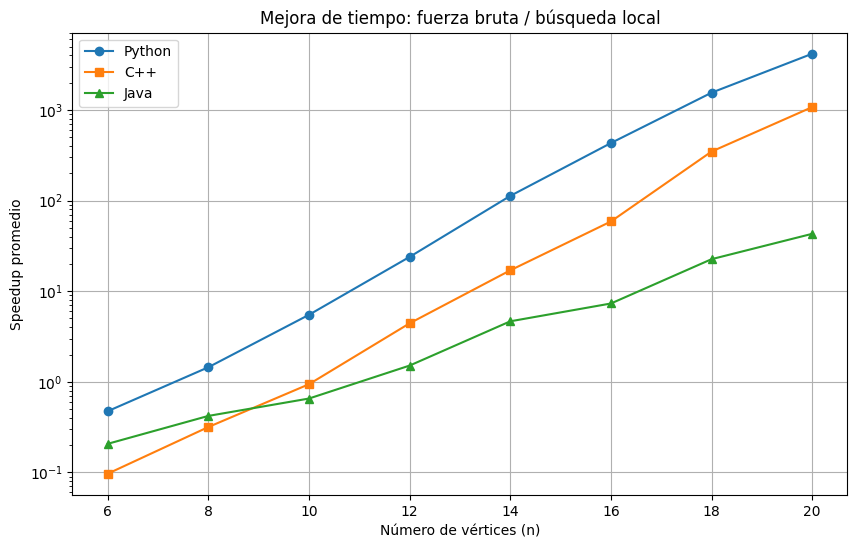 Mejora de tiempo: fuerza bruta / búsqueda local
Python
C++
Java
Speedup promedio
10³
10²
10¹
10⁰
10⁻¹
6 8 10 12 14 16 18 20
Número de vértices (n)